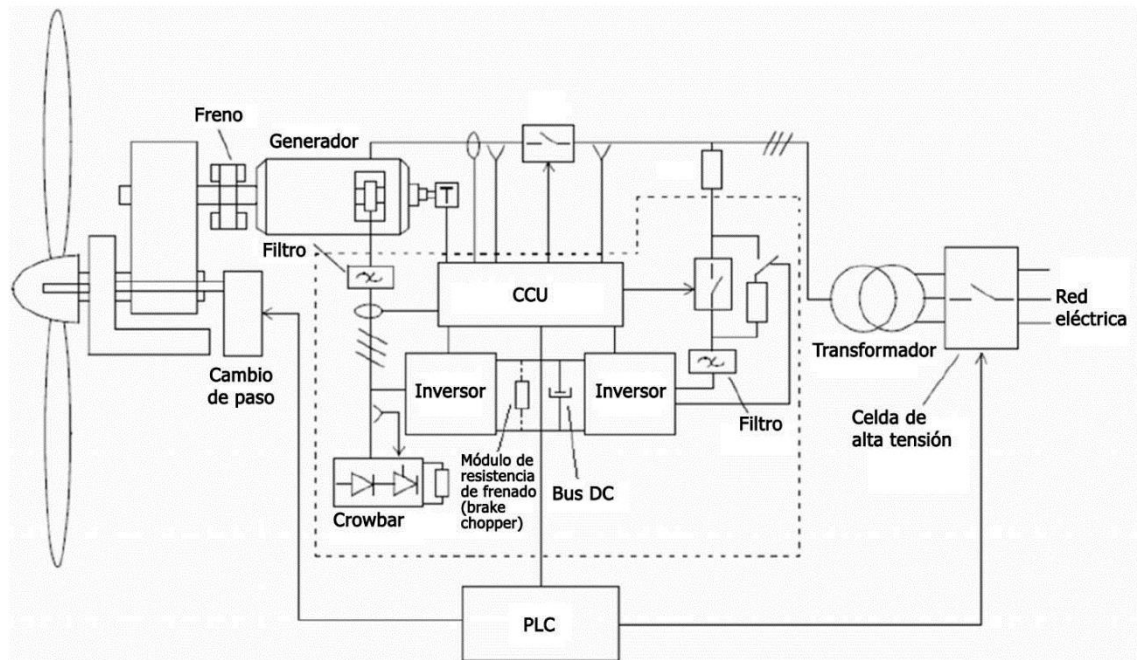 Freno
Generador
T
Filtro
CCU
Cambio
de paso
Inversor
Inversor
Filtro
Módulo de
resistencia
de frenado
(brake
chopper)
Bus DC
Crowbar
PLC
Transformador
Red
eléctrica
Celda de
alta tensión